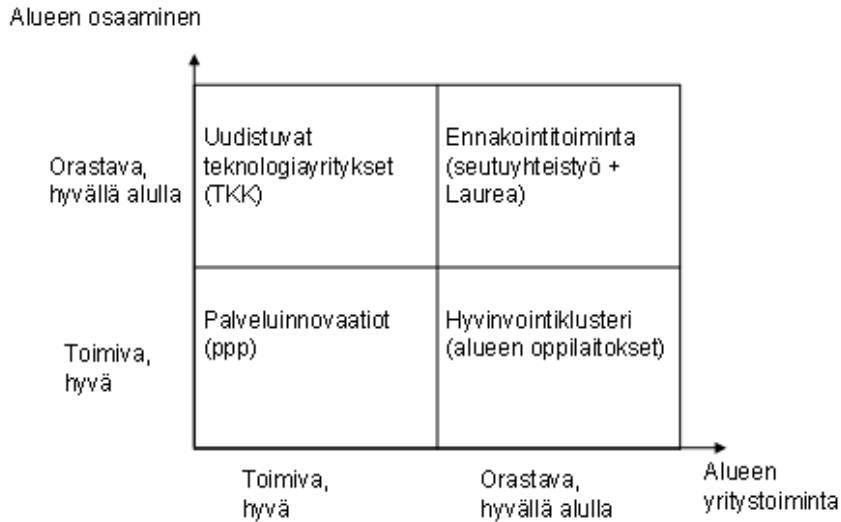 Alueen osaaminen
Orastava,
hyvällä alulla
Uudistuvat
teknologiayritykset
(TKK)
Ennakointitoiminta
(seutuyhteistyö +
Laurea)
Toimiva,
hyvä
Palveluinnovaatiot
(ppp)
Hyvinvointiklusteri
(alueen oppilaitokset)
Toimiva,
hyvä
Orastava,
hyvällä alulla
Alueen
yritystoiminta